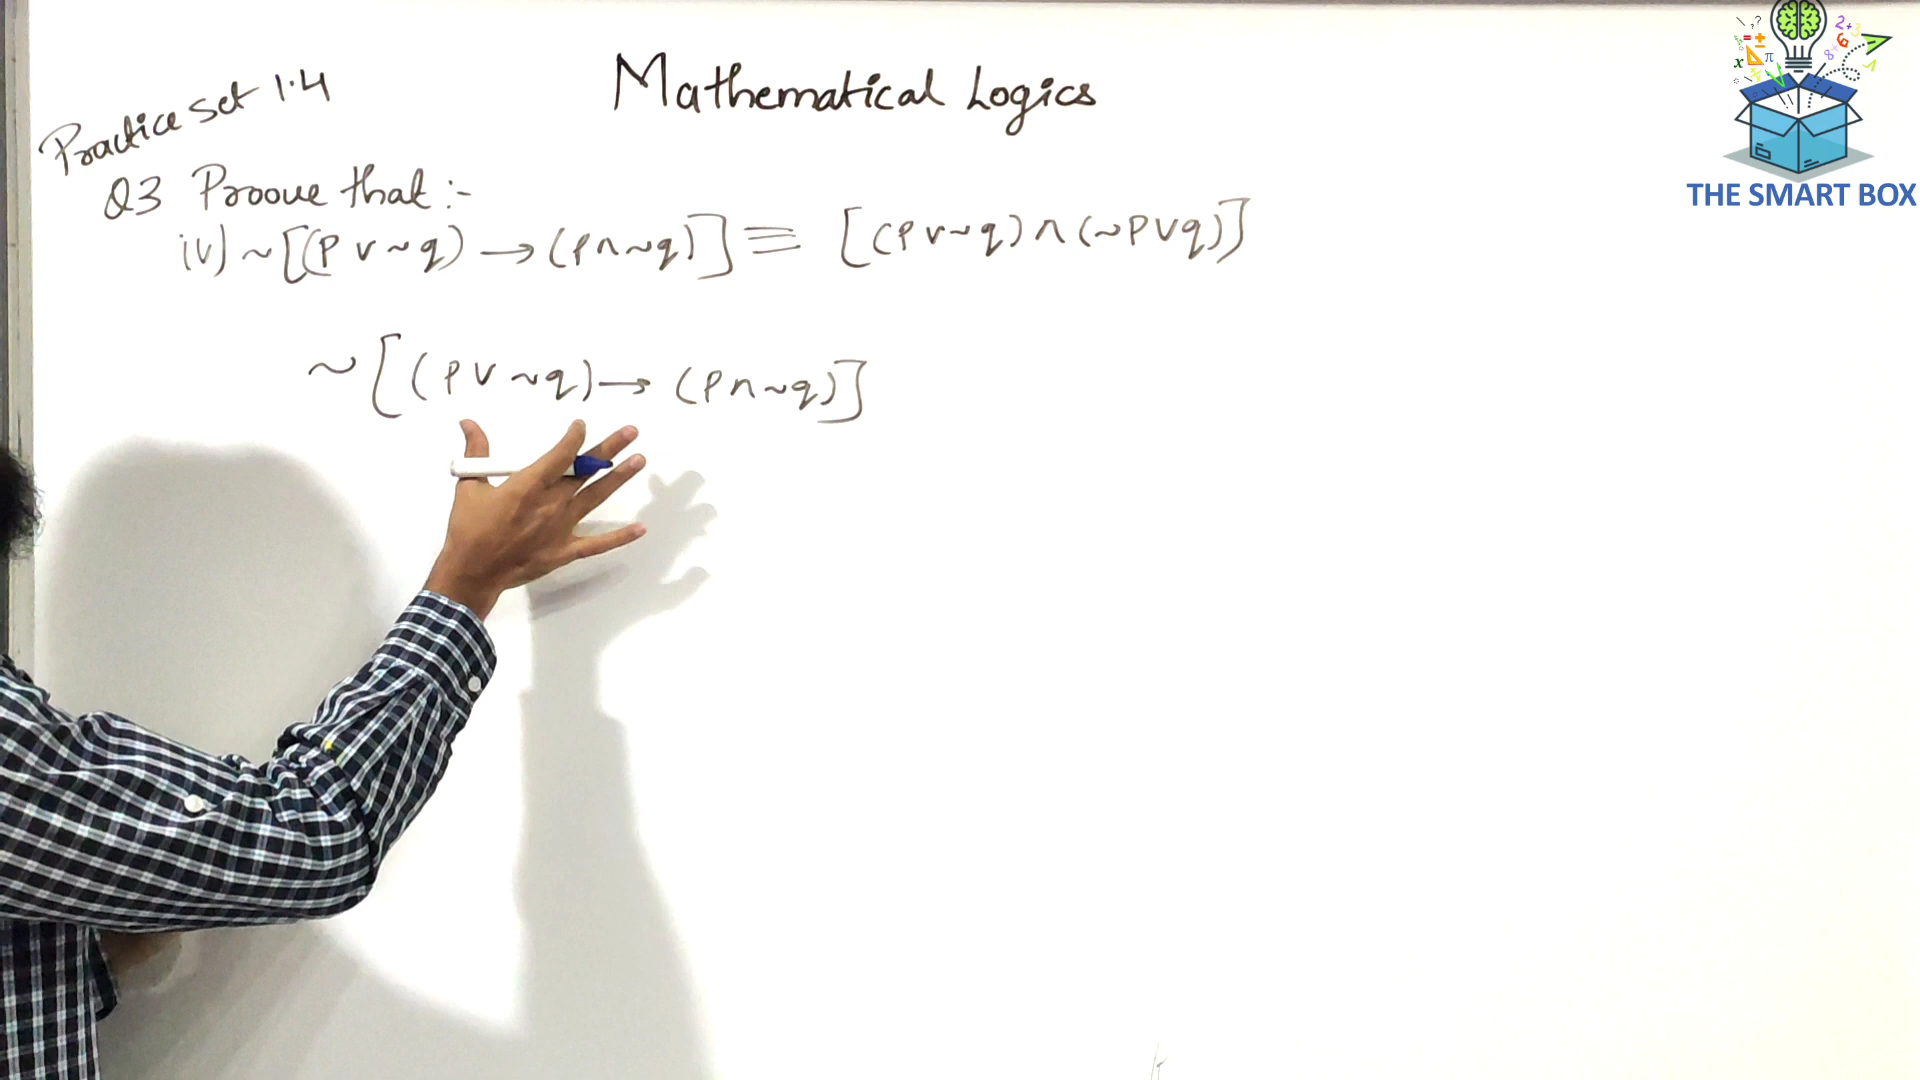 Mathematical Logics
Practice set 1.4
Q3 Proove that :-
iv) ~[(p ∨ ~q) → (p ∧ ~q)] ≡ [(p ∨ ~q) ∧ (~p ∨ q)]
~[(p ∨ ~q) → (p ∧ ~q)]
THE SMART BOX